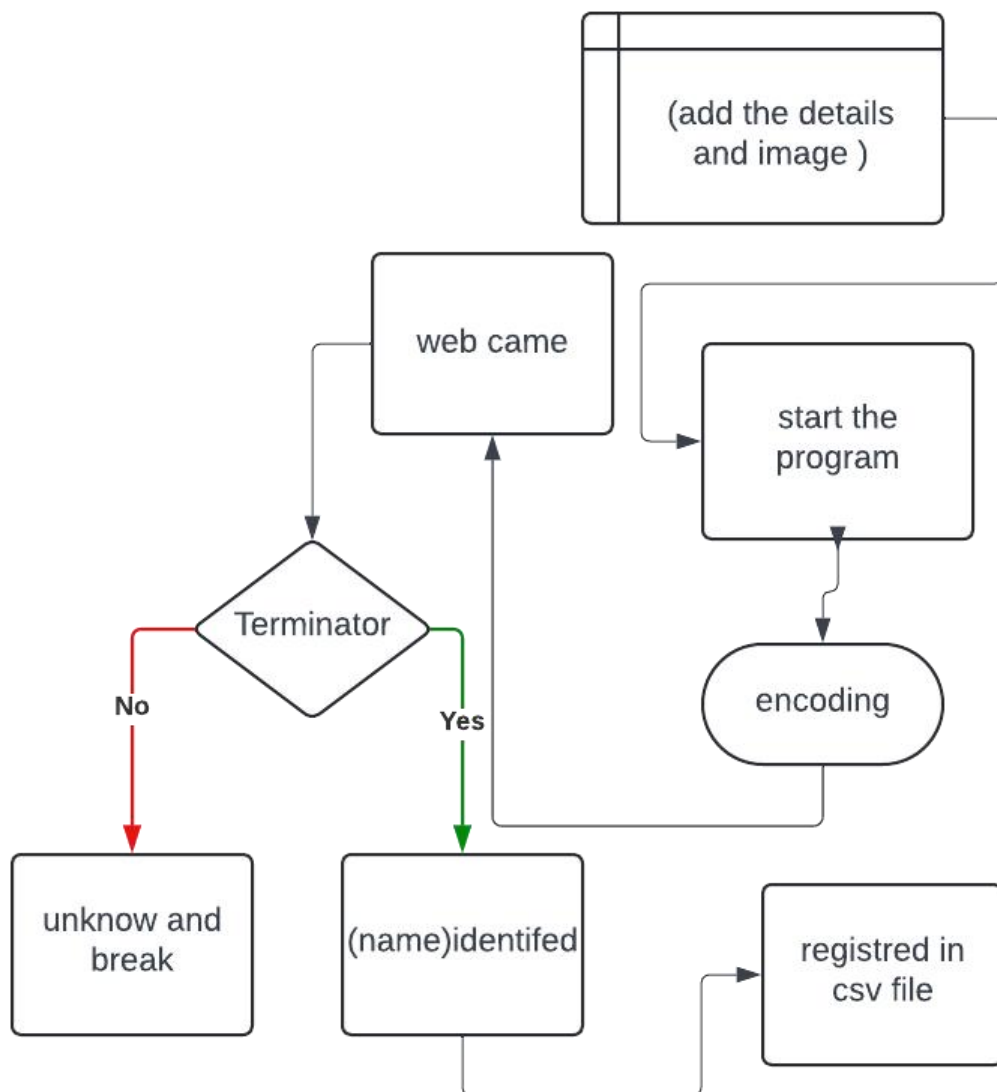 (add the details
and image )
web came
start the
program
Terminator
encoding
No
Yes
unknow and
break
(name)identifed
registred in
csv file